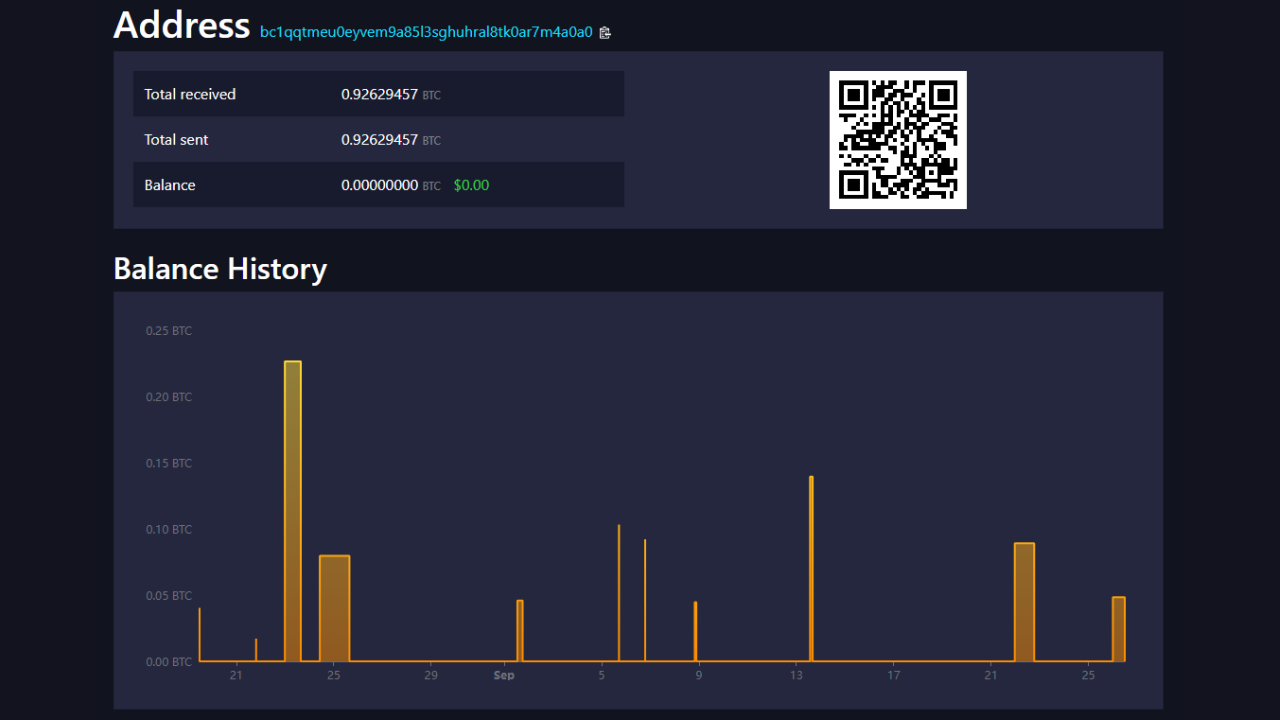 Address bc1qqtmeu0eyvem9a85l3sghuhral8tk0ar7m4a0a0
Total received 0.92629457 BTC
Total sent 0.92629457 BTC
Balance 0.00000000 BTC $0.00
Balance History
0.25 BTC
0.20 BTC
0.15 BTC
0.10 BTC
0.05 BTC
0.00 BTC
21 25 29 Sep 5 9 13 17 21 25